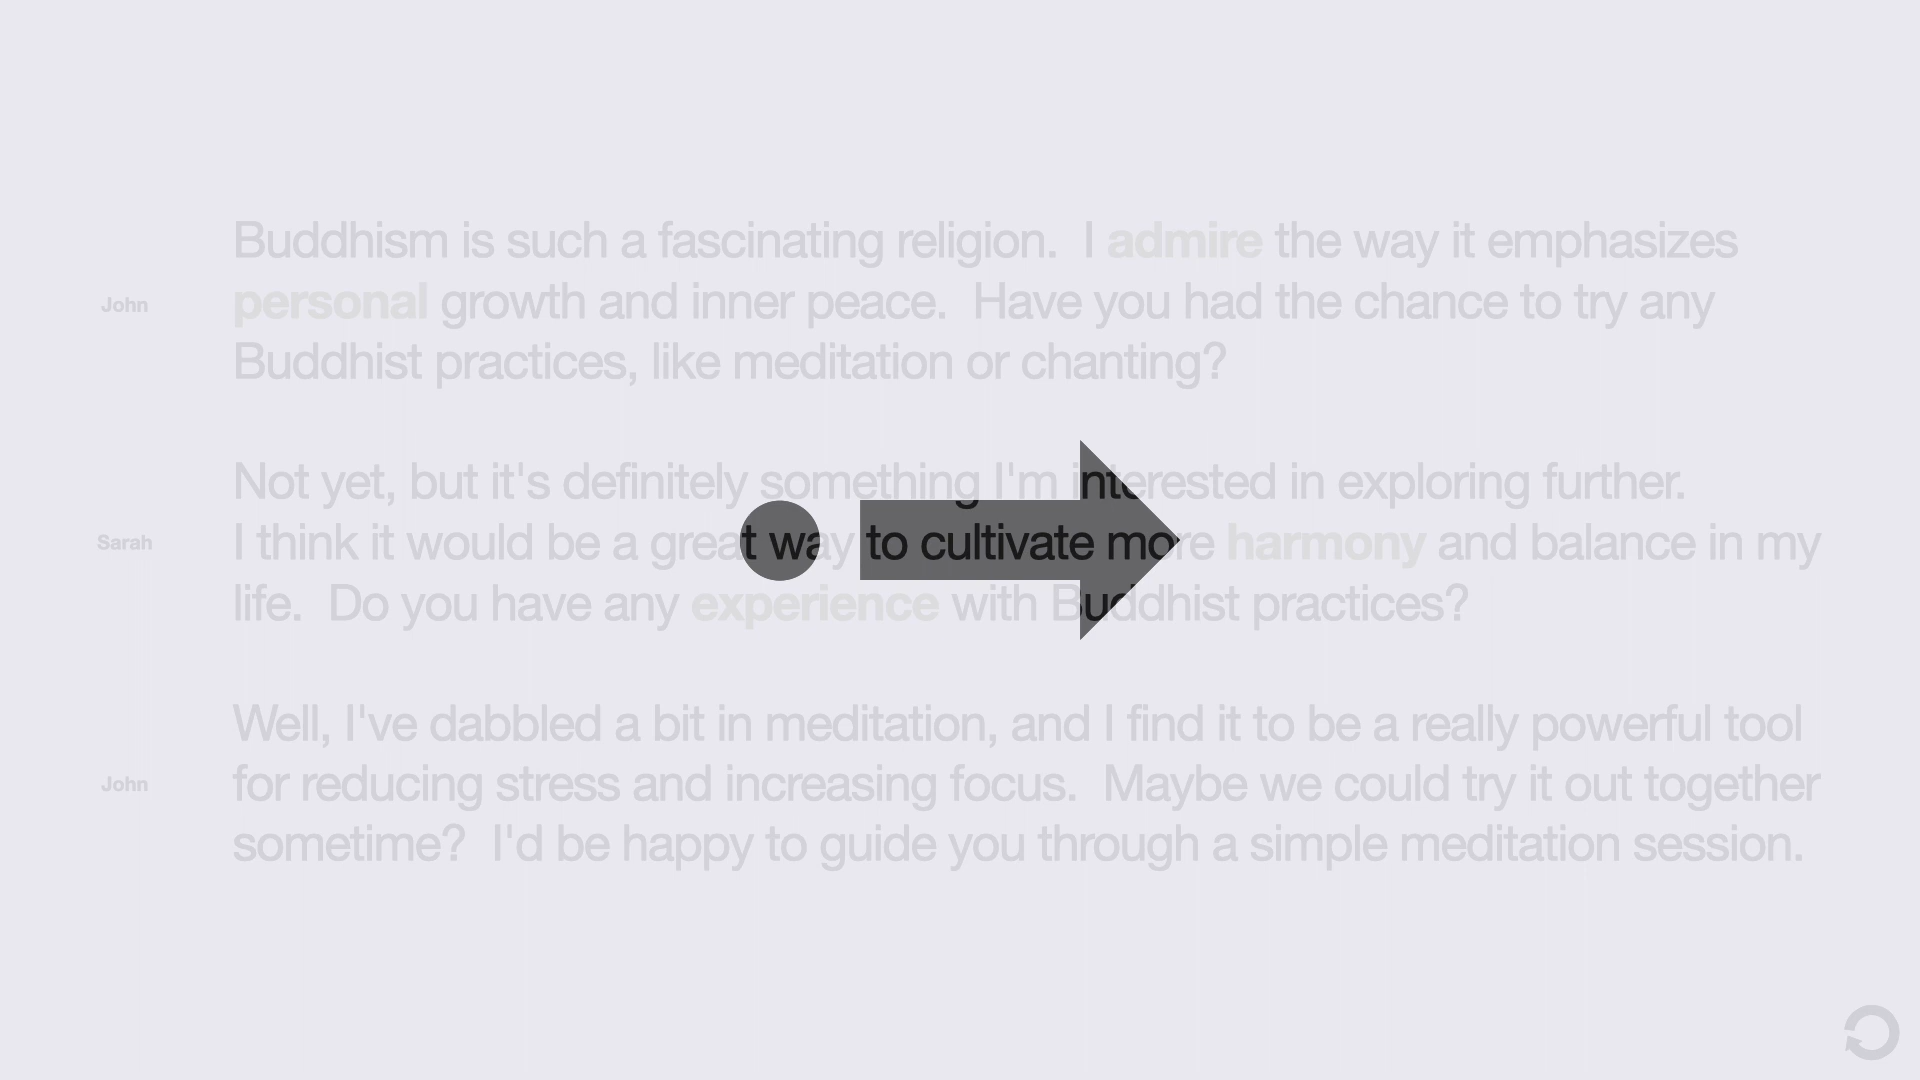 Buddhism is such a fascinating religion.  I admire the way it emphasizes
John
personal growth and inner peace.  Have you had the chance to try any
Buddhist practices, like meditation or chanting?
Not yet, but it's definitely something I'm interested in exploring further.
Sarah
I think it would be a great way to cultivate more harmony and balance in my
life.  Do you have any experience with Buddhist practices?
Well, I've dabbled a bit in meditation, and I find it to be a really powerful tool
John
for reducing stress and increasing focus.  Maybe we could try it out together
sometime?  I'd be happy to guide you through a simple meditation session.